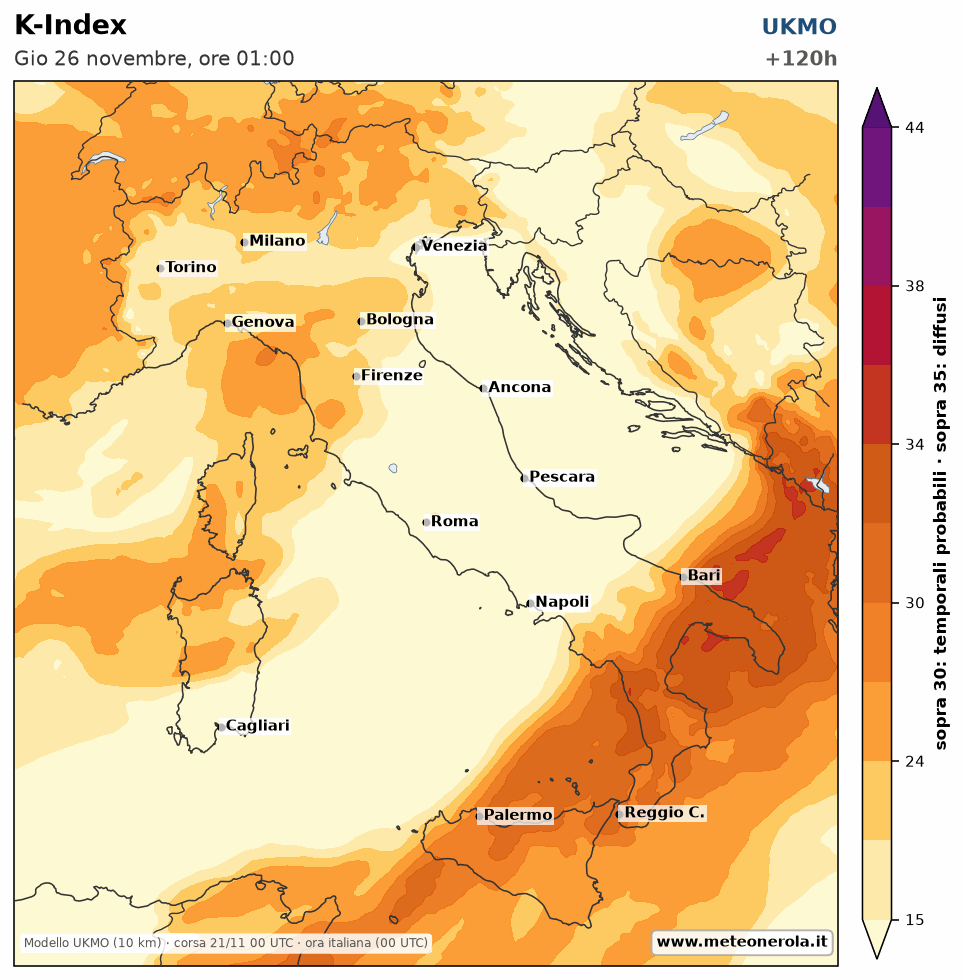 K-Index
UKMO
Gio 26 novembre, ore 01:00
+120h
44
38
34
30
24
15
sopra 30: temporali probabili · sopra 35: diffusi
Milano
Venezia
Torino
Genova
Bologna
Firenze
Ancona
Pescara
Roma
Bari
Napoli
Cagliari
Palermo
Reggio C.
Modello UKMO (10 km) · corsa 21/11 00 UTC · ora italiana (00 UTC)
www.meteonerola.it